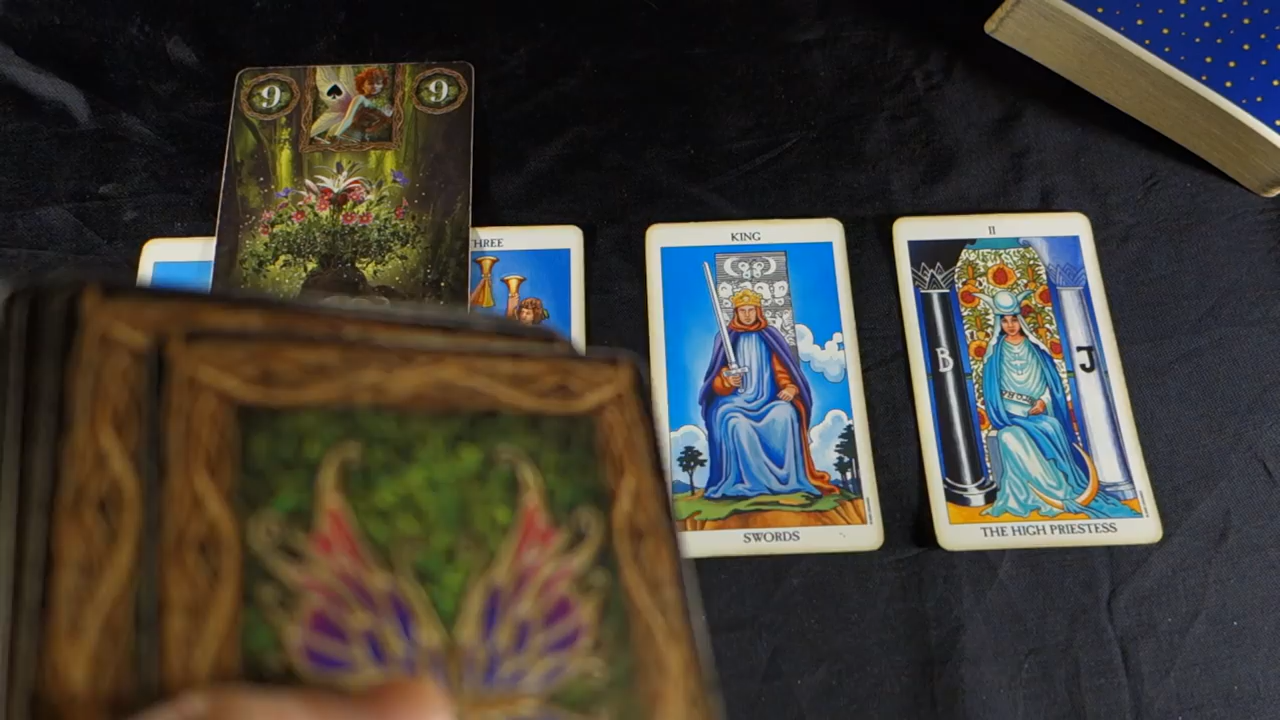 9 9
THREE
KING
SWORDS
II
B J
THE HIGH PRIESTESS